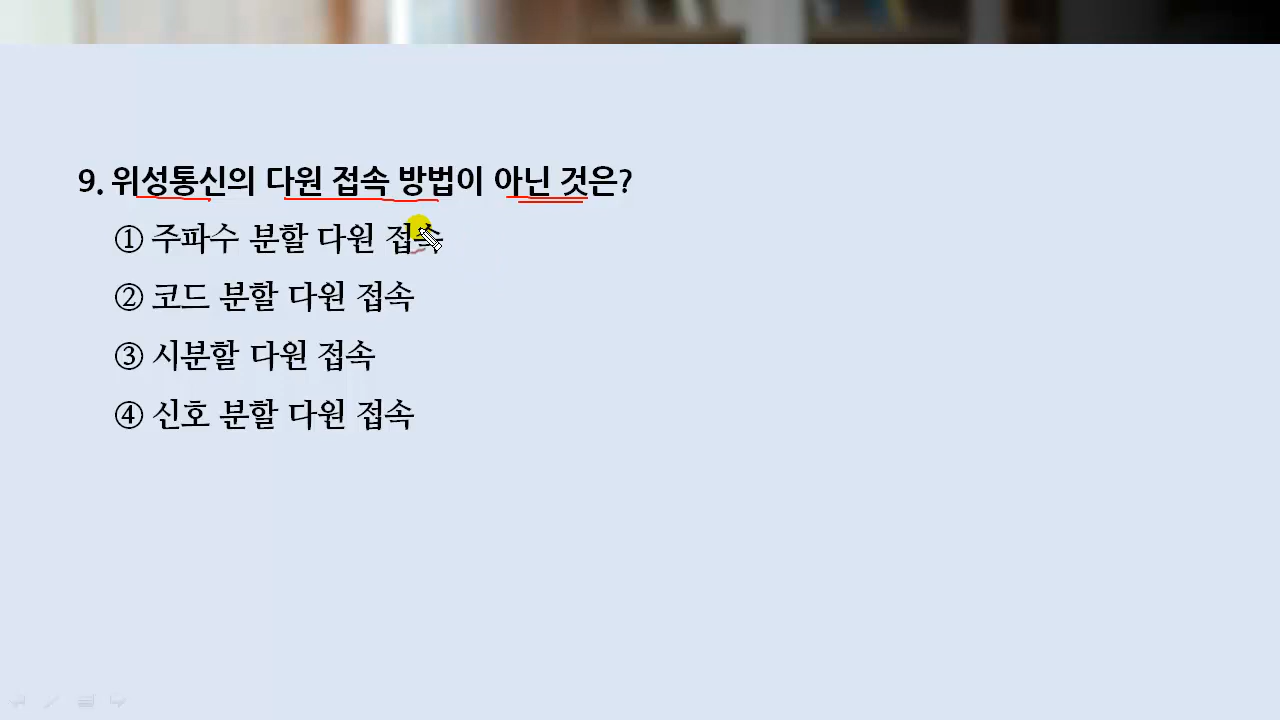 9. 위성통신의 다원 접속 방법이 아닌 것은?
① 주파수 분할 다원 접속
② 코드 분할 다원 접속
③ 시분할 다원 접속
④ 신호 분할 다원 접속